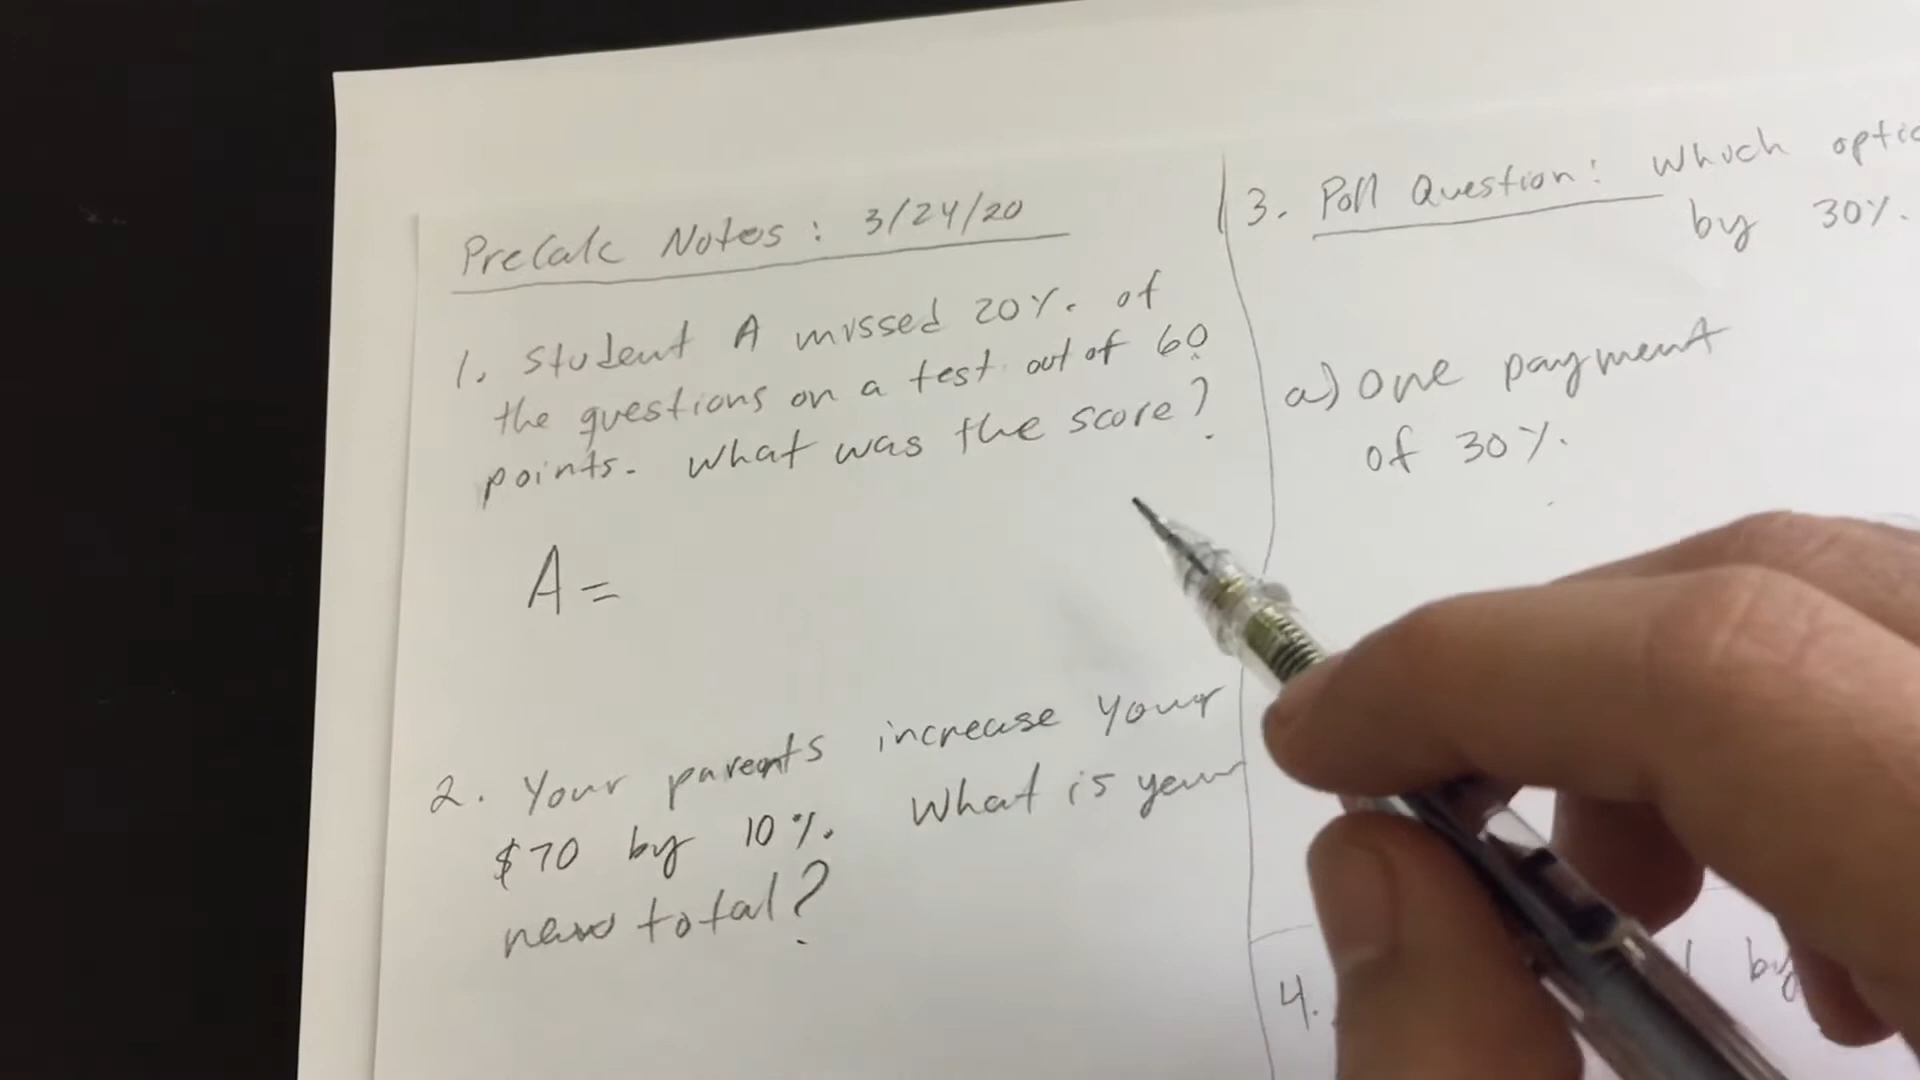 PreCalc Notes: 3/24/20
1. Student A missed 20% of
the questions on a test out of 60
points. What was the score?
A =
2. Your parents increase your
$70 by 10%. What is your
new total?
3. Poll Question: Which
by 30%.
a) one payment
of 30%.
4.
by